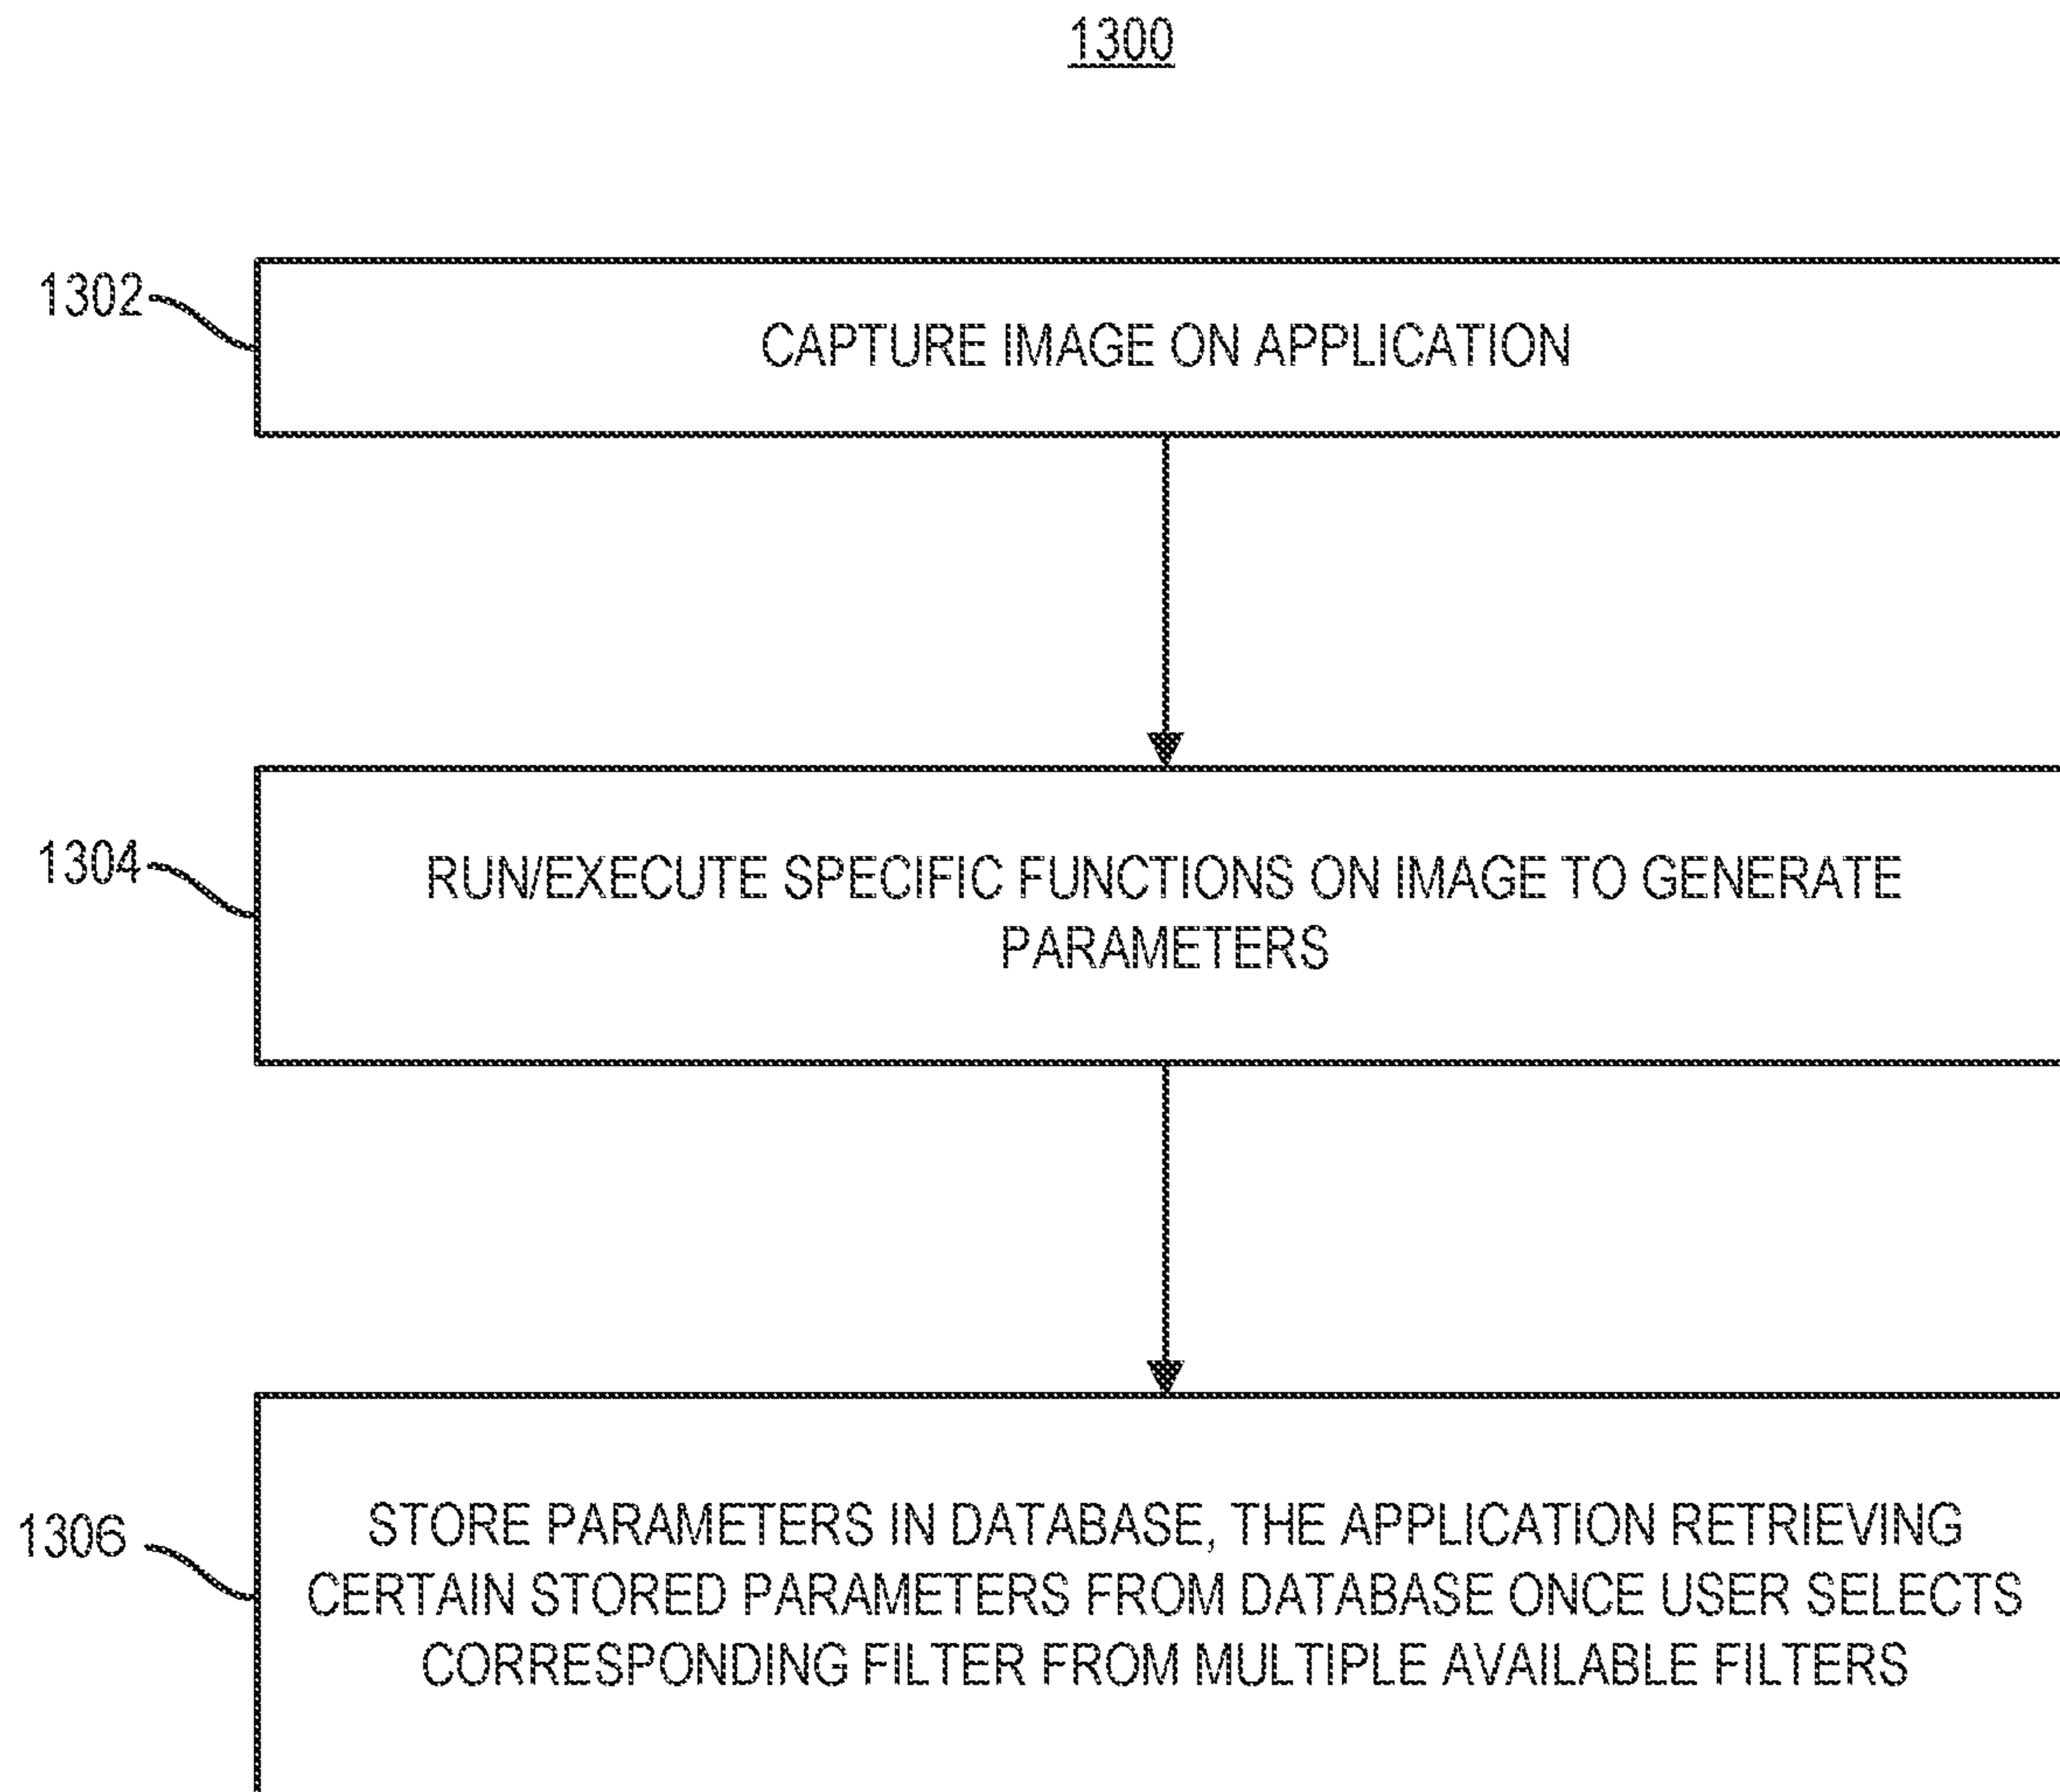 1300
1302
CAPTURE IMAGE ON APPLICATION
1304
RUN/EXECUTE SPECIFIC FUNCTIONS ON IMAGE TO GENERATE
PARAMETERS
1306
STORE PARAMETERS IN DATABASE, THE APPLICATION RETRIEVING
CERTAIN STORED PARAMETERS FROM DATABASE ONCE USER SELECTS
CORRESPONDING FILTER FROM MULTIPLE AVAILABLE FILTERS